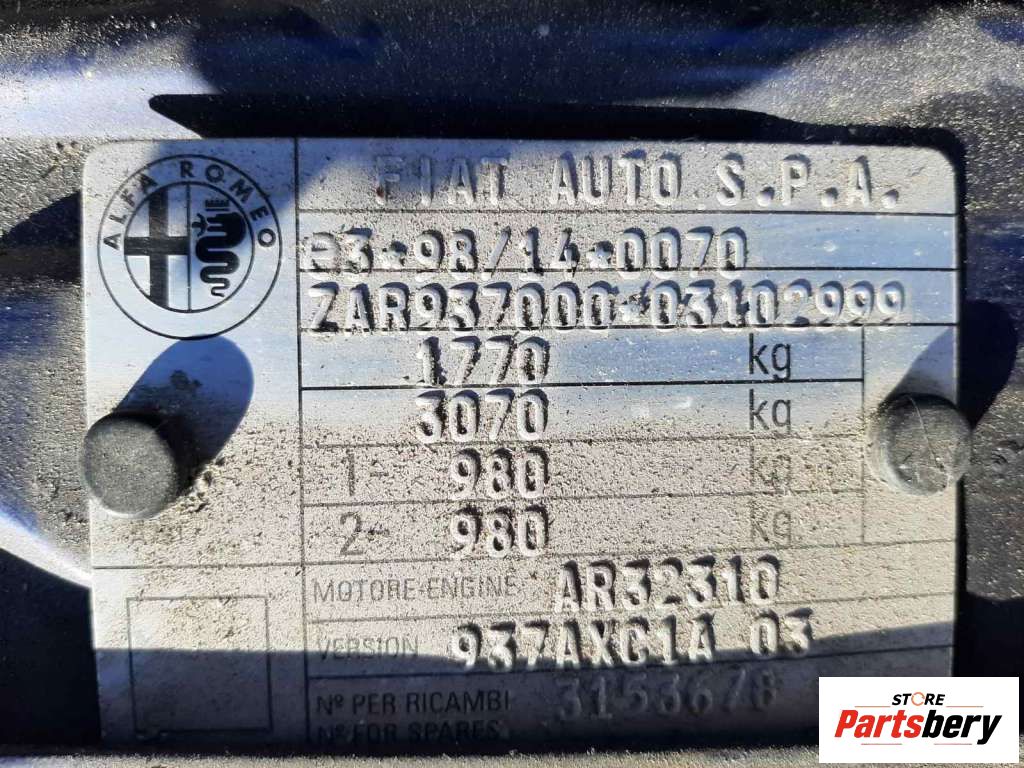 ALFA ROMEO
FIAT AUTO S.P.A.
e3*98/14*0070
ZAR937000*03102999
1770 kg
3070 kg
1- 980 kg
2- 980 kg
MOTORE-ENGINE AR32310
VERSION 937AXC1A 03
Nº PER RICAMBI 3153678
Nº FOR SPARES
STORE
Partsbery